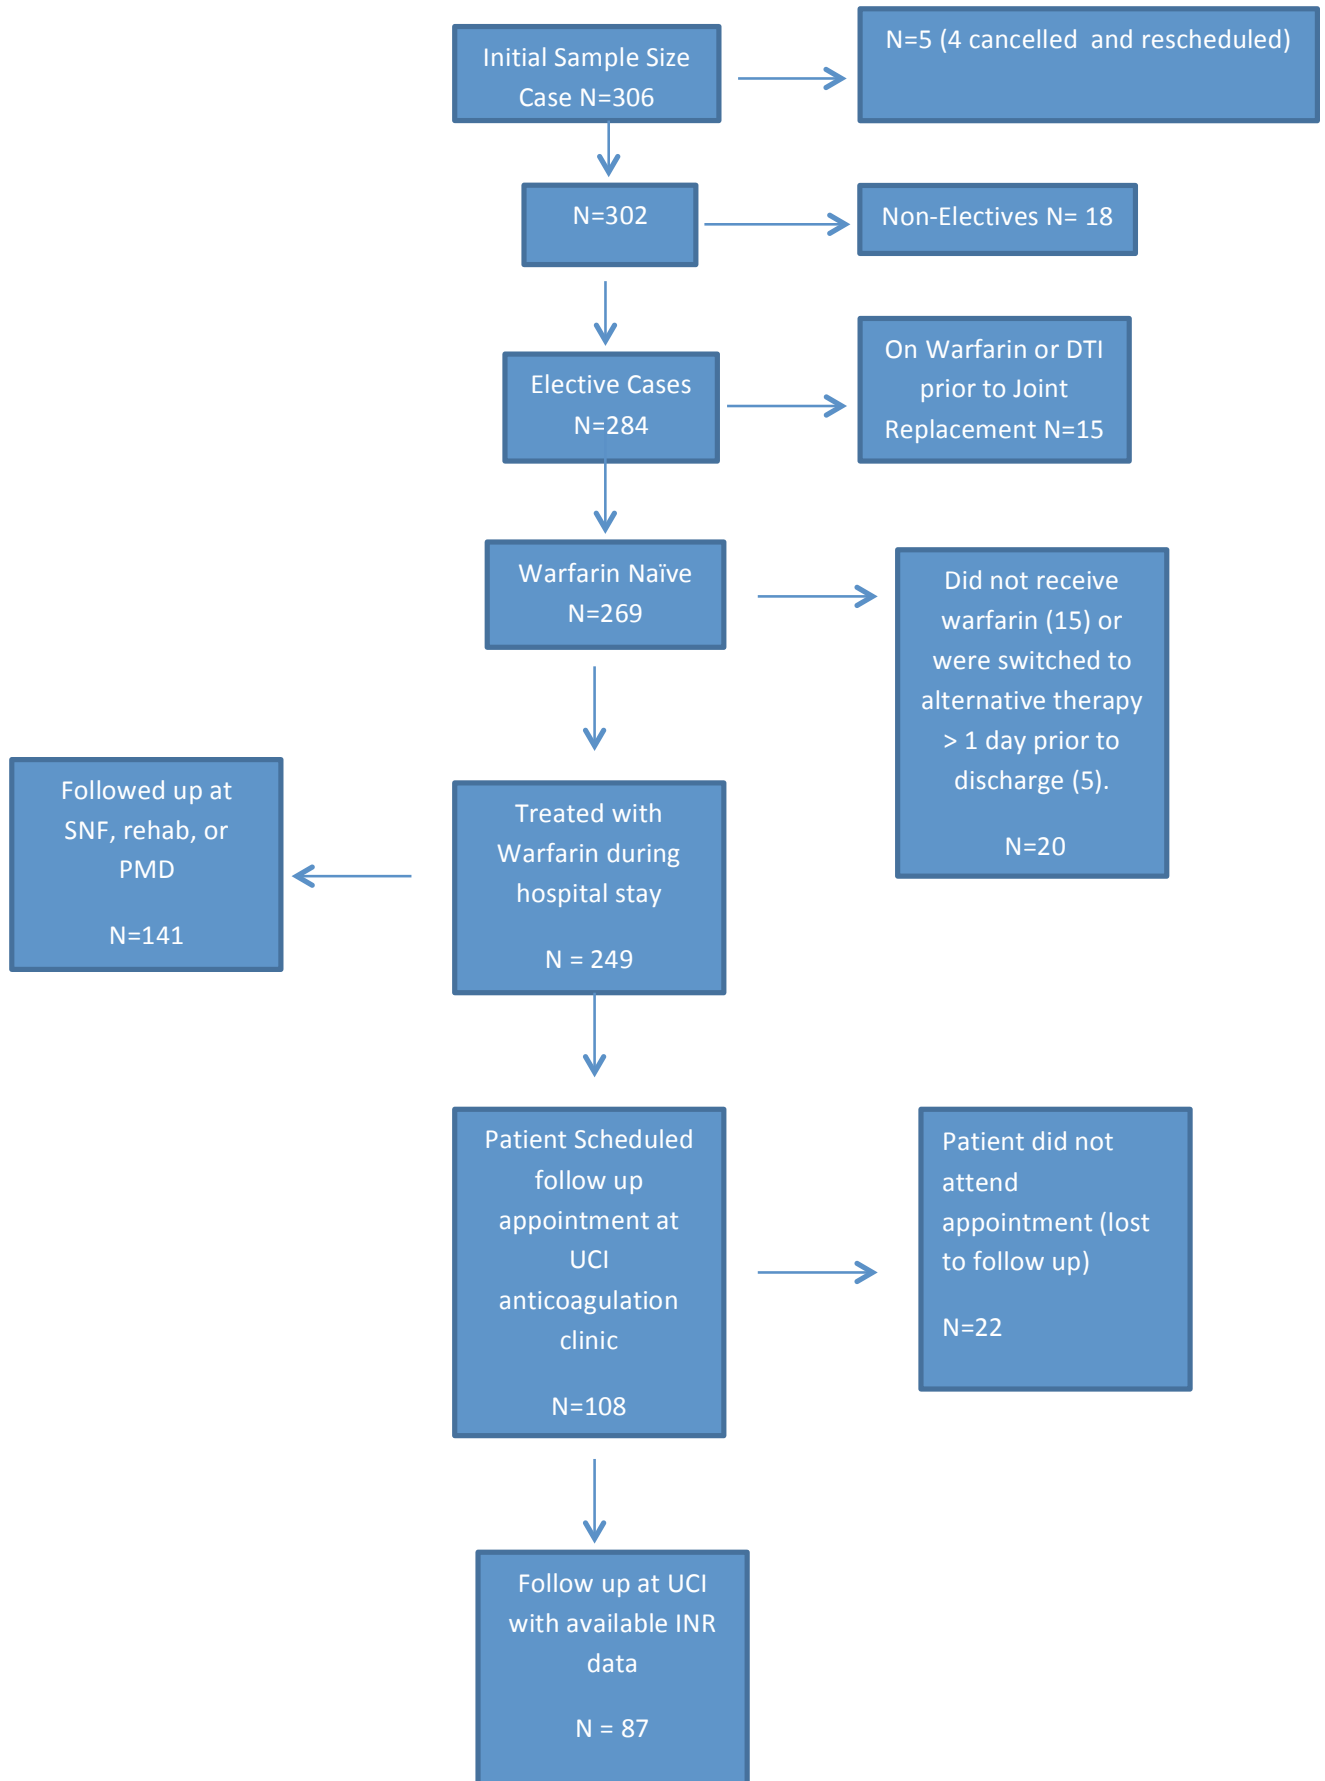 Initial Sample Size
Case N=306
N=5 (4 cancelled  and rescheduled)
N=302
Non-Electives N= 18
Elective Cases
N=284
On Warfarin or DTI
prior to Joint
Replacement N=15
Warfarin Naïve
N=269
Did not receive
warfarin (15) or
were switched to
alternative therapy
> 1 day prior to
discharge (5).
N=20
Followed up at
SNF, rehab, or
PMD
N=141
Treated with
Warfarin during
hospital stay
N = 249
Patient Scheduled
follow up
appointment at
UCI
anticoagulation
clinic
N=108
Patient did not
attend
appointment (lost
to follow up)
N=22
Follow up at UCI
with available INR
data
N = 87